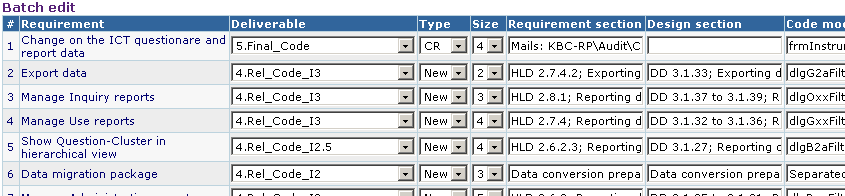 Batch edit
# Requirement Deliverable Type Size Requirement section Design section Code mo
1 Change on the ICT questionare and report data 5.Final_Code CR 4 Mails: KBC-RP\Audit\C frmInstrum
2 Export data 4.Rel_Code_I3 New 2 HLD 2.7.4.2; Exporting DD 3.1.33; Exporting d dlgG2aFilt
3 Manage Inquiry reports 4.Rel_Code_I3 New 3 HLD 2.8.1; Reporting d DD 3.1.37 to 3.1.39; R dlgOxxFilt
4 Manage Use reports 4.Rel_Code_I3 New 4 HLD 2.7.4; Reporting d DD 3.1.32 to 3.1.36; R dlgGxxFilt
5 Show Question-Cluster in hierarchical view 4.Rel_Code_I2.5 New 4 HLD 2.6.2.3; Reporting DD 3.1.27; Reporting d dlgB2aFilt
6 Data migration package 4.Rel_Code_I2 New 3 Data conversion prepa Data conversion prepa Separated